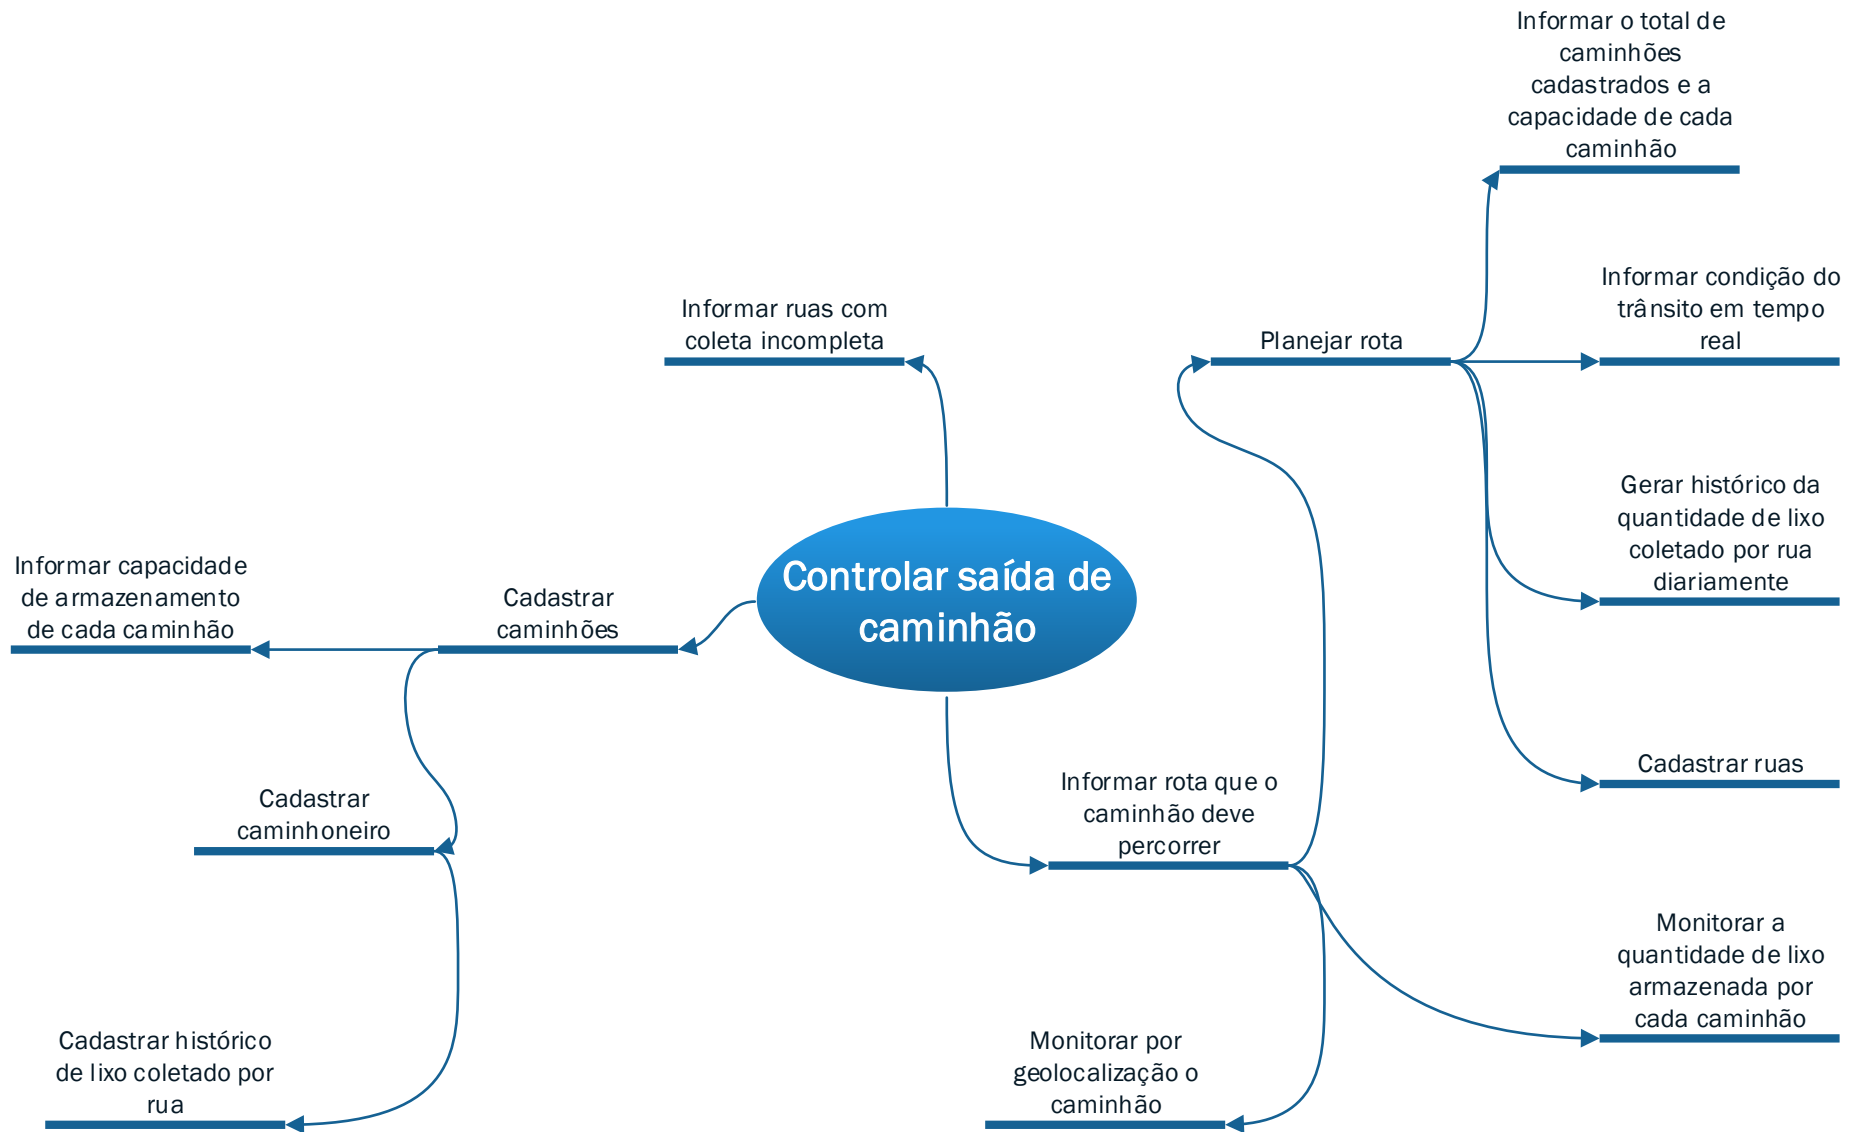 Informar o total de
caminhões
cadastrados e a
capacidade de cada
caminhão
Informar condição do
trânsito em tempo
real
Informar ruas com
coleta incompleta
Planejar rota
Gerar histórico da
quantidade de lixo
coletado por rua
diariamente
Controlar saída de
caminhão
Informar capacidade
de armazenamento
de cada caminhão
Cadastrar
caminhões
Cadastrar ruas
Informar rota que o
caminhão deve
percorrer
Cadastrar
caminhoneiro
Monitorar a
quantidade de lixo
armazenada por
cada caminhão
Cadastrar histórico
de lixo coletado por
rua
Monitorar por
geolocalização o
caminhão